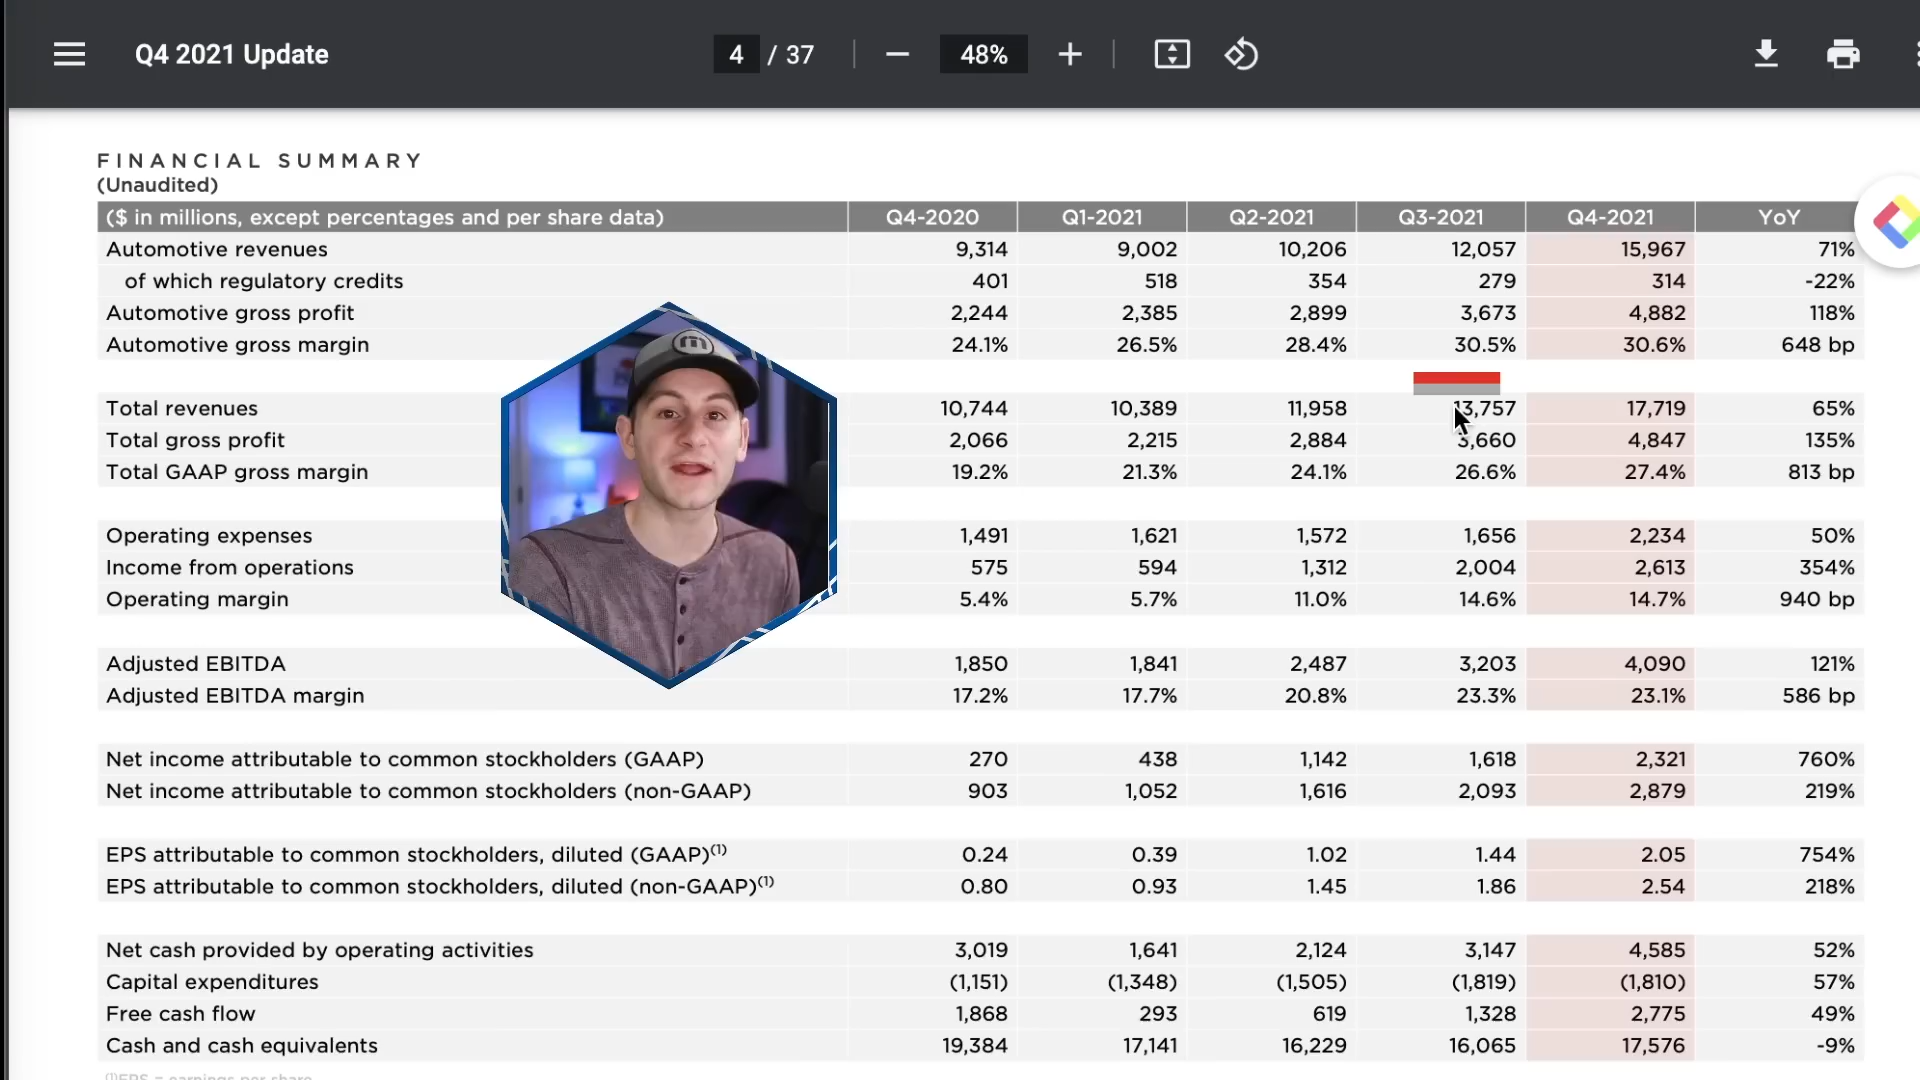 Q4 2021 Update 4 / 37 48%
FINANCIAL SUMMARY
(Unaudited)
($ in millions, except percentages and per share data) Q4-2020 Q1-2021 Q2-2021 Q3-2021 Q4-2021 YoY
Automotive revenues 9,314 9,002 10,206 12,057 15,967 71%
of which regulatory credits 401 518 354 279 314 -22%
Automotive gross profit 2,244 2,385 2,899 3,673 4,882 118%
Automotive gross margin 24.1% 26.5% 28.4% 30.5% 30.6% 648 bp
Total revenues 10,744 10,389 11,958 13,757 17,719 65%
Total gross profit 2,066 2,215 2,884 3,660 4,847 135%
Total GAAP gross margin 19.2% 21.3% 24.1% 26.6% 27.4% 813 bp
Operating expenses 1,491 1,621 1,572 1,656 2,234 50%
Income from operations 575 594 1,312 2,004 2,613 354%
Operating margin 5.4% 5.7% 11.0% 14.6% 14.7% 940 bp
Adjusted EBITDA 1,850 1,841 2,487 3,203 4,090 121%
Adjusted EBITDA margin 17.2% 17.7% 20.8% 23.3% 23.1% 586 bp
Net income attributable to common stockholders (GAAP) 270 438 1,142 1,618 2,321 760%
Net income attributable to common stockholders (non-GAAP) 903 1,052 1,616 2,093 2,879 219%
EPS attributable to common stockholders, diluted (GAAP)(1) 0.24 0.39 1.02 1.44 2.05 754%
EPS attributable to common stockholders, diluted (non-GAAP)(1) 0.80 0.93 1.45 1.86 2.54 218%
Net cash provided by operating activities 3,019 1,641 2,124 3,147 4,585 52%
Capital expenditures (1,151) (1,348) (1,505) (1,819) (1,810) 57%
Free cash flow 1,868 293 619 1,328 2,775 49%
Cash and cash equivalents 19,384 17,141 16,229 16,065 17,576 -9%
(1)EPS = earnings per share